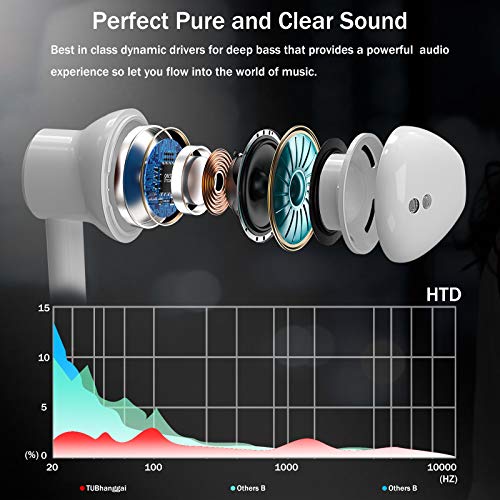 Perfect Pure and Clear Sound
Best in class dynamic drivers for deep bass that provides a powerful audio
experience so let you flow into the world of music.
HTD
15
10
5
(%) 0
20 100 1000 10000
(HZ)
TUBhanggai Others B Others B